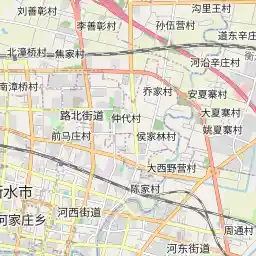 沟里王村
刘善彰村
李善彰村
孙伍营村
道东辛庄
衡
北漳桥村
焦家村
河沿辛庄村
南漳桥村
乔家村
安夏寨村
大夏寨村
路北街道
仲代村
姚夏寨村
前马庄村
侯家林村
大西野营村
衡水市
陈家村
河西街道
何家庄乡
周通村
河东街道